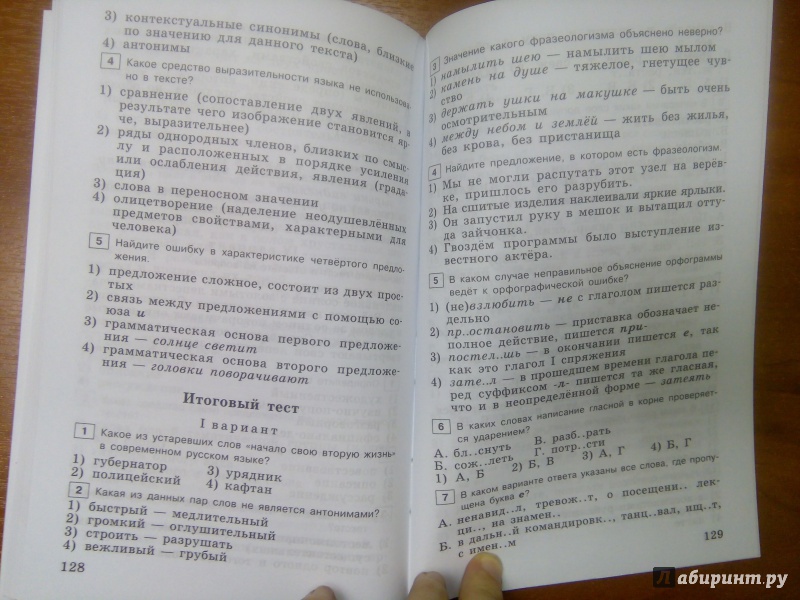 3) контекстуальные синонимы (слова, близкие
по значению для данного текста)
4) антонимы
4 Какое средство выразительности языка не использова-
но в тексте?
1) сравнение (сопоставление двух явлений, в
результате чего изображение становится яр-
че, выразительнее)
2) ряды однородных членов, близких по смыс-
лу и расположенных в порядке усиления
или ослабления действия, явления (града-
ция)
3) слова в переносном значении
4) олицетворение (наделение неодушевлённых
предметов свойствами, характерными для
человека)
5 Найдите ошибку в характеристике четвёртого предло-
жения.
1) предложение сложное, состоит из двух прос-
тых
2) связь между предложениями с помощью со-
юза и
3) грамматическая основа первого предложе-
ния — солнце светит
4) грамматическая основа второго предложе-
ния — головки поворачивают
Итоговый тест
I вариант
1 Какое из устаревших слов «начало свою вторую жизнь»
в современном русском языке?
1) губернатор 3) урядник
2) полицейский 4) кафтан
2 Какая из данных пар слов не является антонимами?
1) быстрый — медлительный
2) громкий — оглушительный
3) строить — разрушать
4) вежливый — грубый
128
3 Значение какого фразеологизма объяснено неверно?
1) намылить шею — намылить шею мылом
2) камень на душе — тяжелое, гнетущее чув-
ство
3) держать ушки на макушке — быть очень
осмотрительным
4) между небом и землёй — жить без жилья,
без крова, без пристанища
4 Найдите предложение, в котором есть фразеологизм.
1) Мы не могли распутать этот узел на верёв-
ке, пришлось его разрубить.
2) На сшитые изделия наклеивали яркие ярлыки.
3) Он запустил руку в мешок и вытащил отту-
да зайчонка.
4) Гвоздём программы было выступление из-
вестного актёра.
5 В каком случае неправильное объяснение орфограммы
ведёт к орфографической ошибке?
1) (не)взлюбить — не с глаголом пишется раз-
дельно
2) пр..остановить — приставка обозначает не-
полное действие, пишется при-
3) постел..шь — в окончании пишется е, так
как это глагол I спряжения
4) зате..л — в прошедшем времени глагола пе-
ред суффиксом -л- пишется та же гласная,
что и в неопределённой форме — затеять
6 В каких словах написание гласной в корне проверяет-
ся ударением?
А. бл..снуть В. разб..рать
Б. сож..леть Г. потр..сти
1) А, Б 2) Б, В 3) А, Г 4) Б, Г
7 В каком варианте ответа указаны все слова, где пропу-
щена буква е?
А. ненавид..л, тревож..т, о посещени.. лек-
ци.., на знамен..
Б. в дальн..й командировк.., танц..вал, ищ..т,
с имен..м
129
Лабиринт.ру